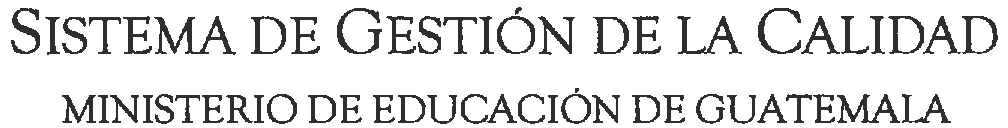 SISTEMA DE GESTIÓN DE LA CALIDAD
MINISTERIO DE EDUCACIÓN DE GUATEMALA